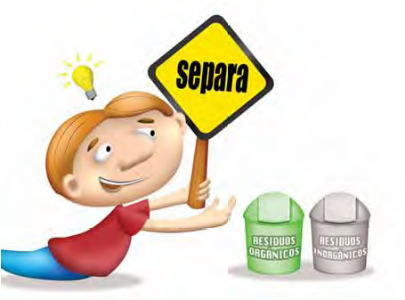 separa
RESIDUOS
ORGÁNICOS
RESIDUOS
INORGÁNICOS